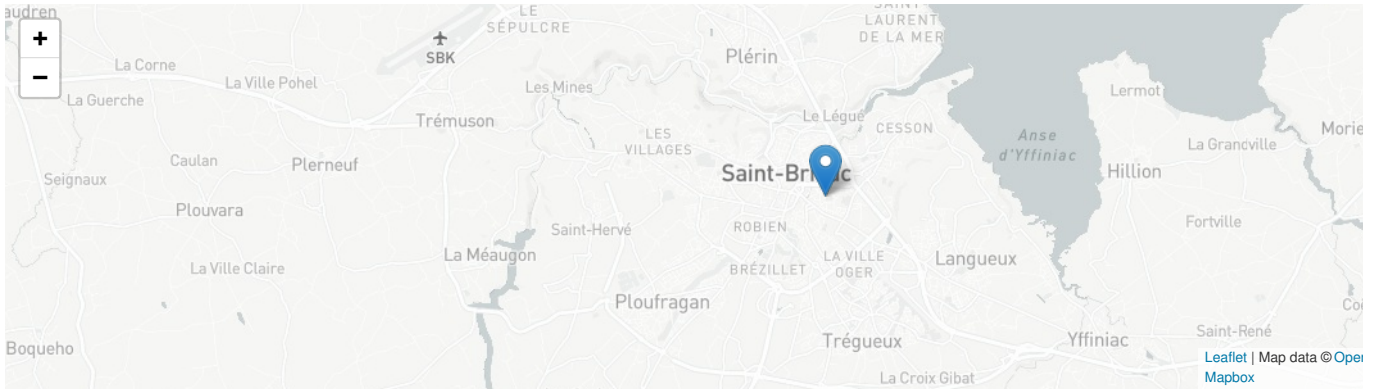 LE
SÉPULCRE
LAURENT
DE LA MER
+
SBK
Plérin
−
La Corne
La Ville Pohel
Les Mines
Lermot
La Guerche
Trémuson
Le Légué
CESSON
Morie
LES
VILLAGES
Anse
d'Yffiniac
La Grandville
Caulan
Plerneuf
Seignaux
Hillion
Plouvara
Fortville
Saint-Hervé
ROBIEN
La Méaugon
LA VILLE
OGER
Langueux
La Ville Claire
BRÉZILLET
Ploufragan
Saint-René
Trégueux
Yffiniac
Boqueho
Leaflet | Map data © Oper
Mapbox
La Croix Gibat